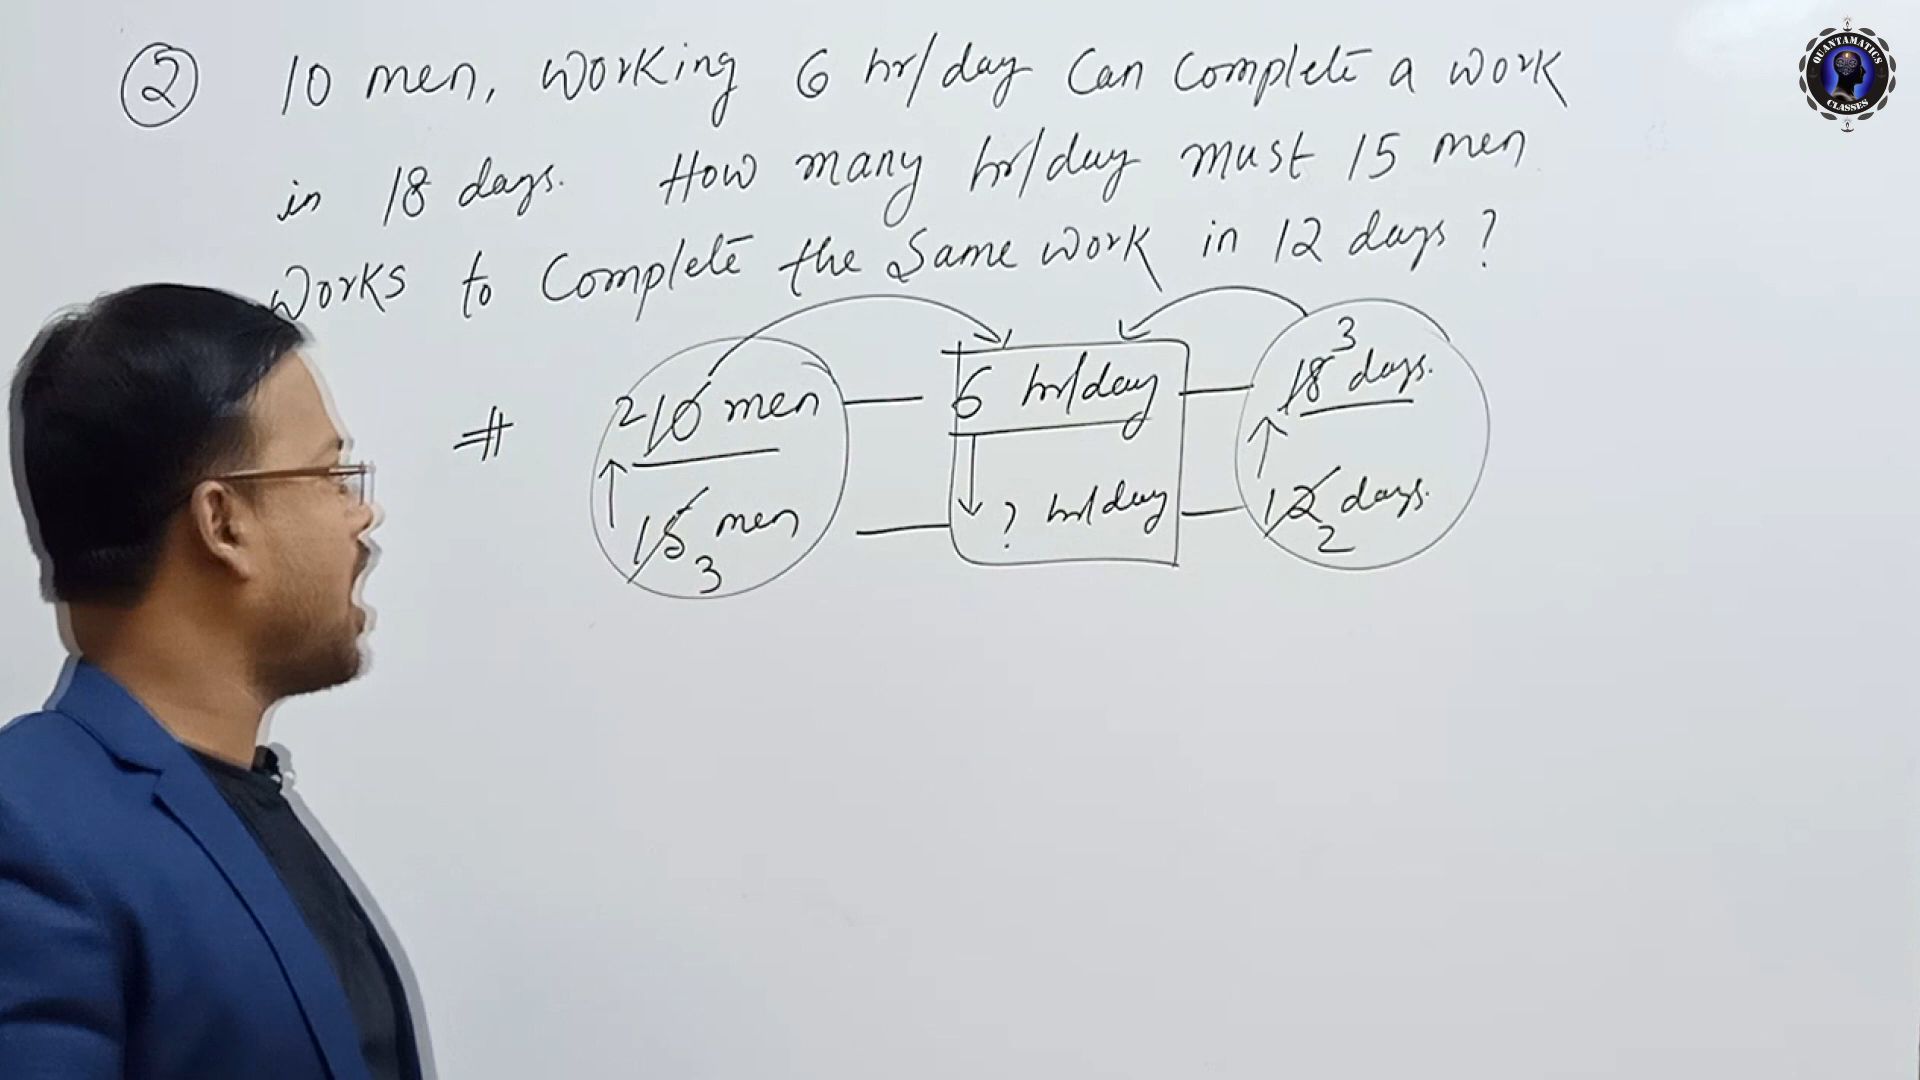 ② 10 men, working 6 hr/day Can Complete a work
in 18 days. How many hr/day must 15 men
works to Complete the Same work in 12 days ?
# 2 10 men — 6 hr/day — 18 3 days.
15 3 men — ? hr/day — 12 2 days.
QUANTAMATICS
CLASSES